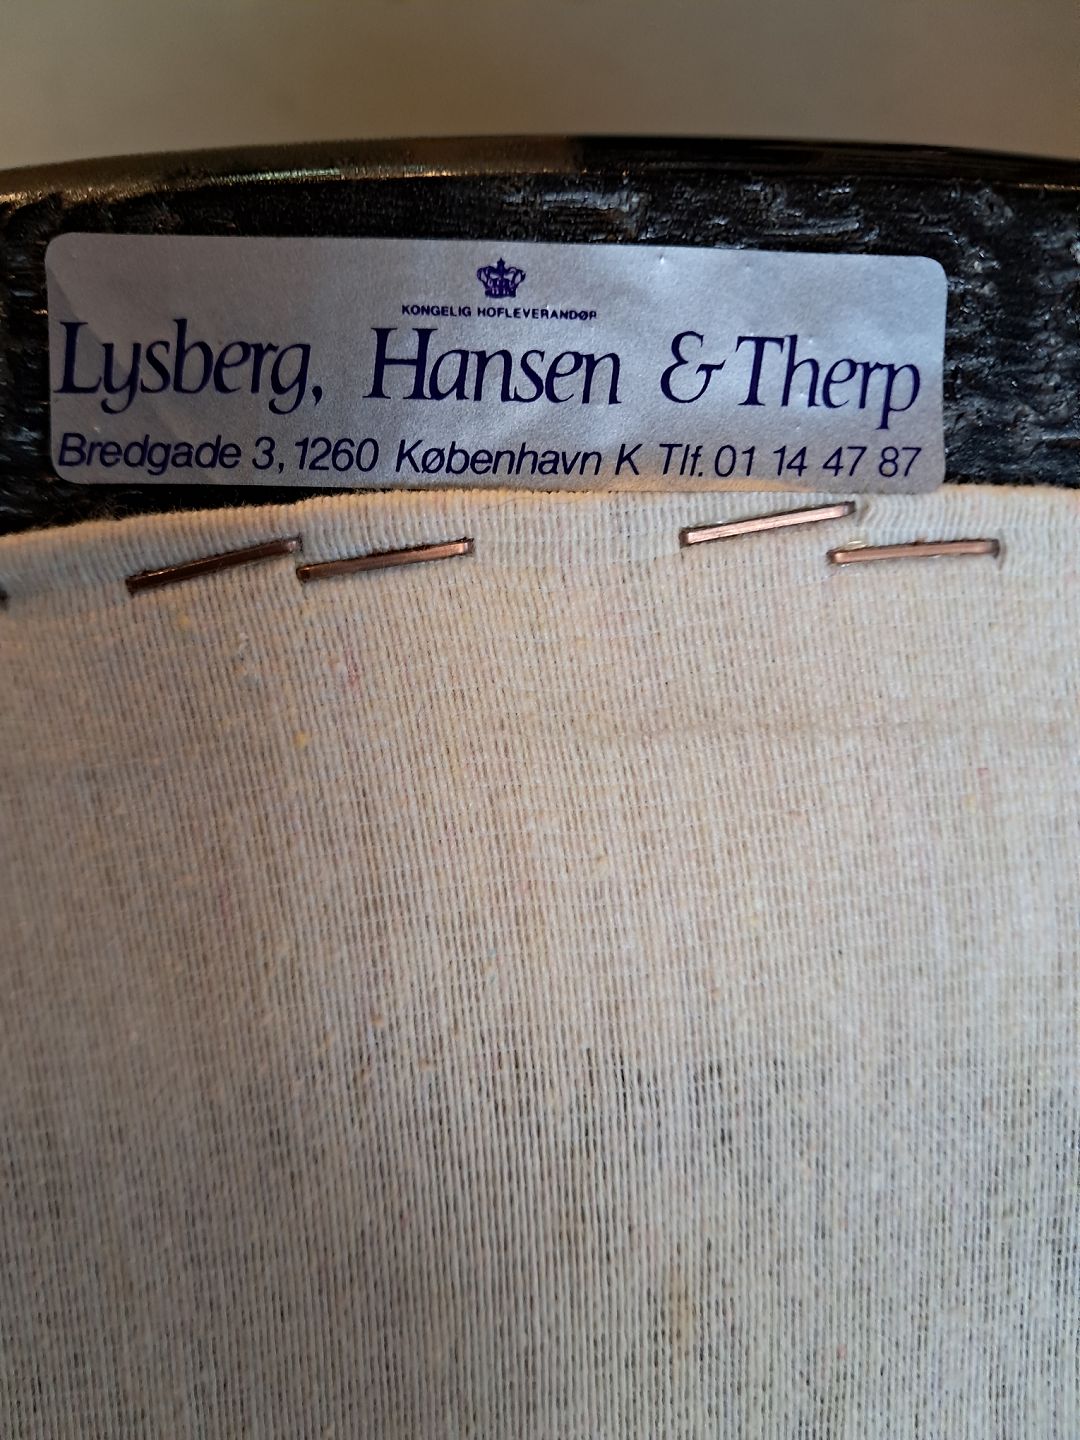 KONGELIG HOFLEVERANDØR
Lysberg, Hansen & Therp
Bredgade 3, 1260 København K Tlf. 01 14 47 87